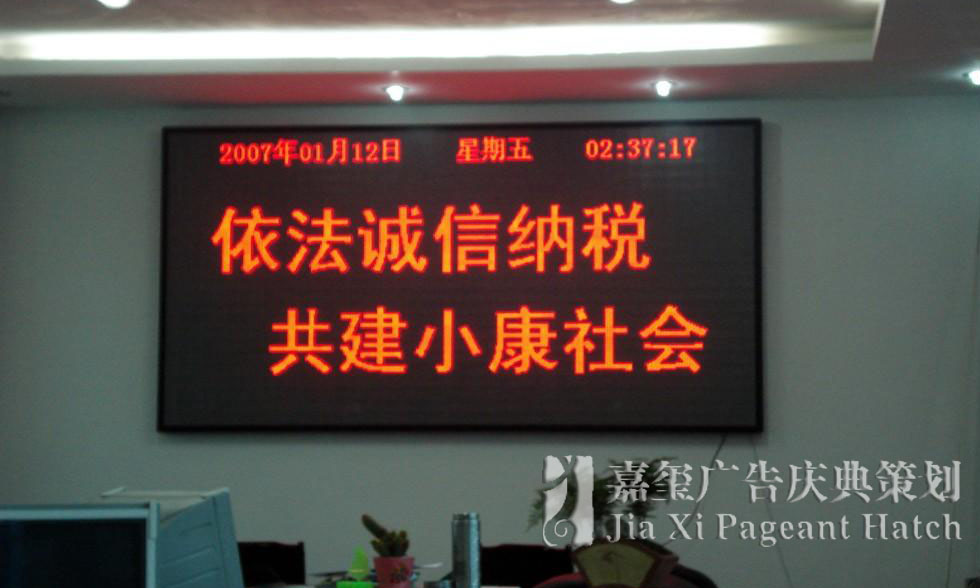 2007年01月12日 星期五 02:37:17
依法诚信纳税
共建小康社会
嘉玺广告庆典策划
Jia Xi Pageant Hatch